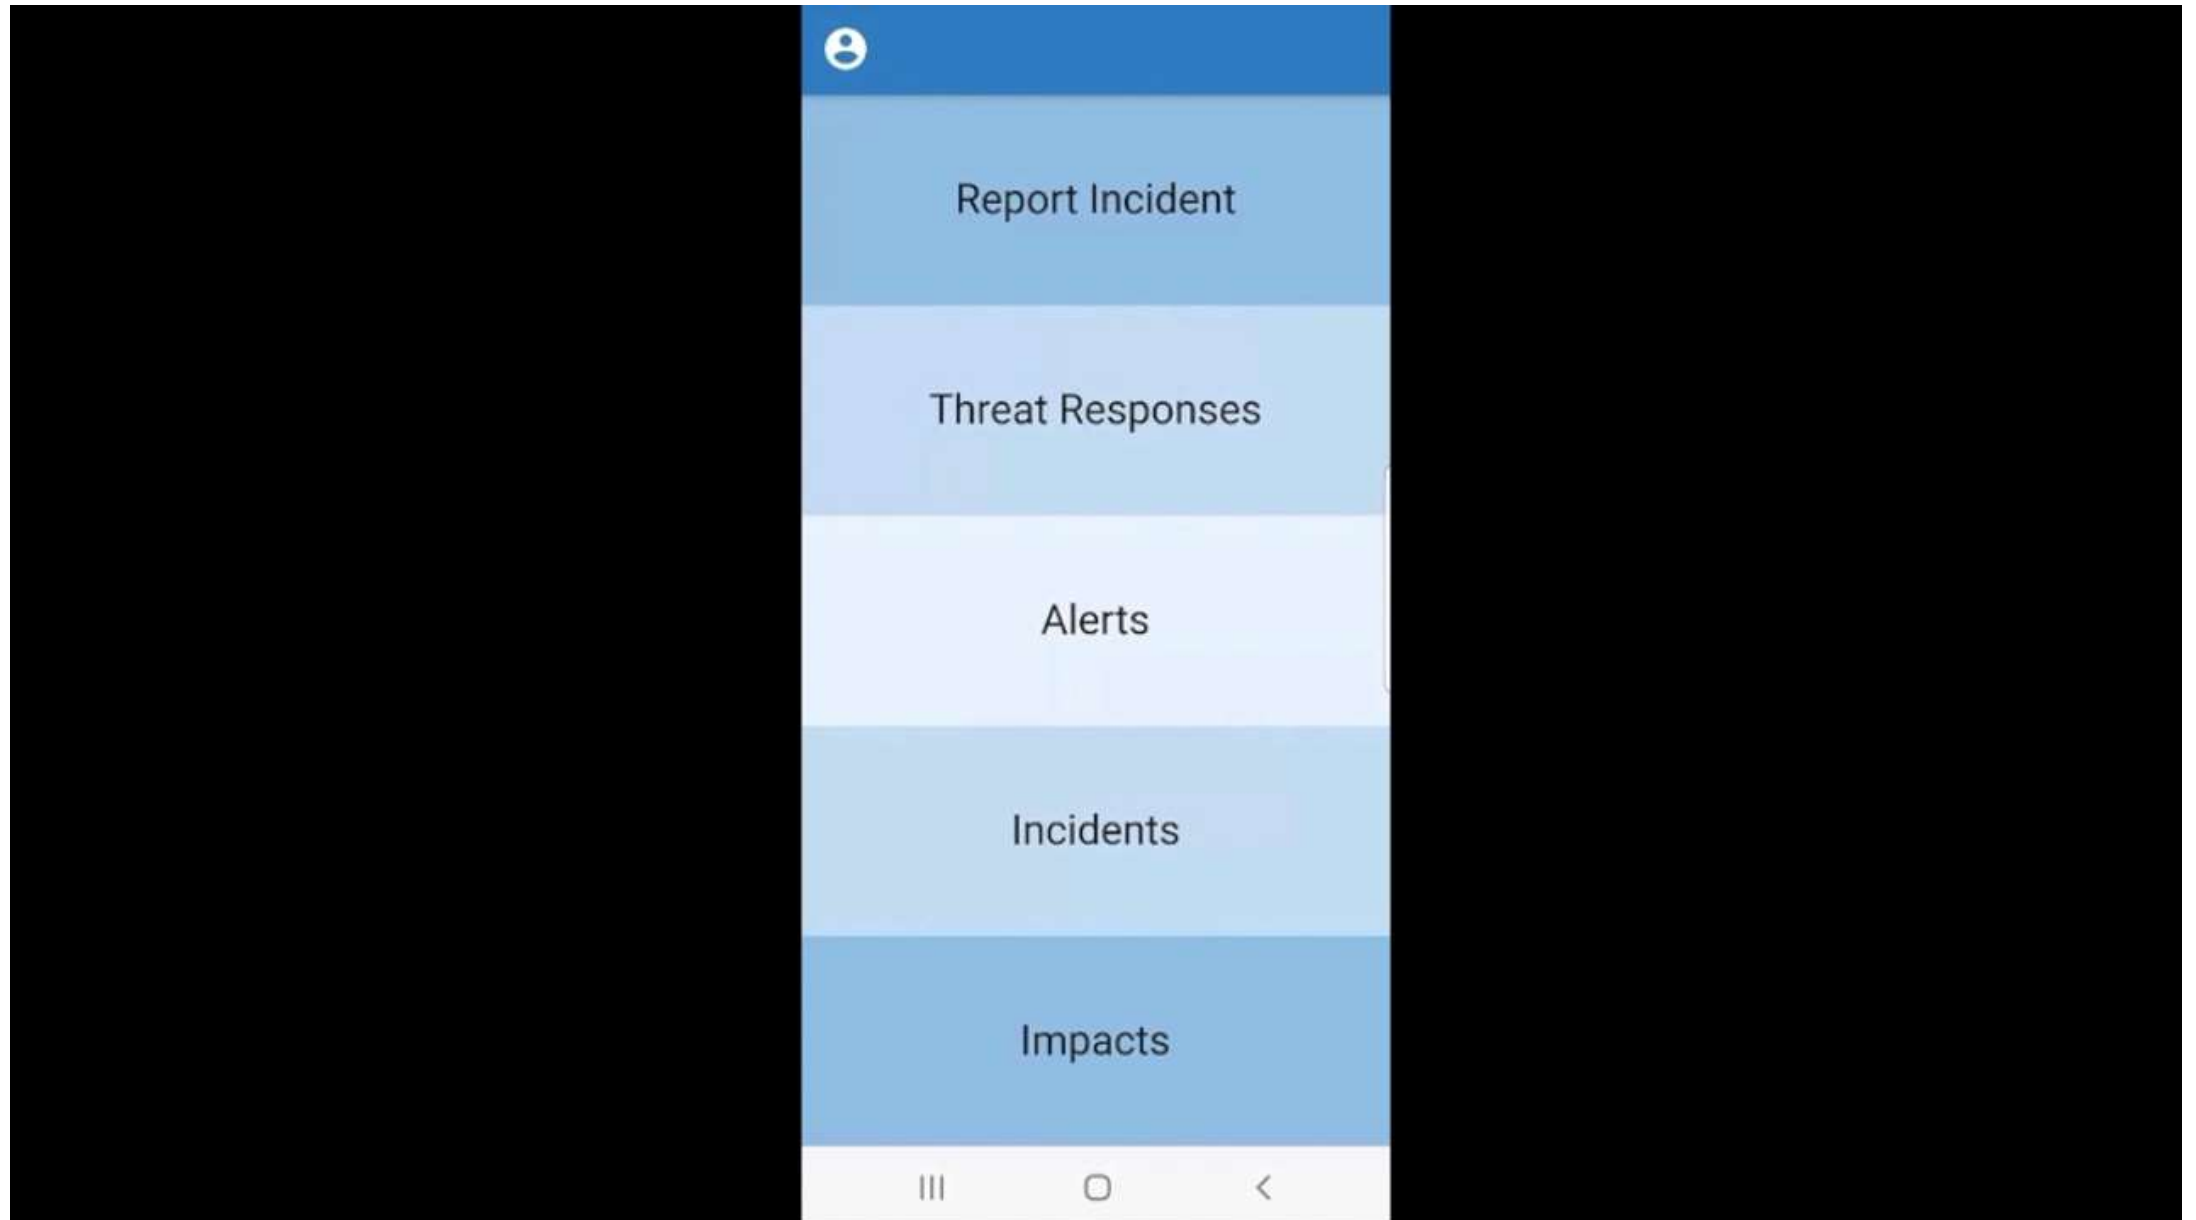 Report Incident
Threat Responses
Alerts
Incidents
Impacts